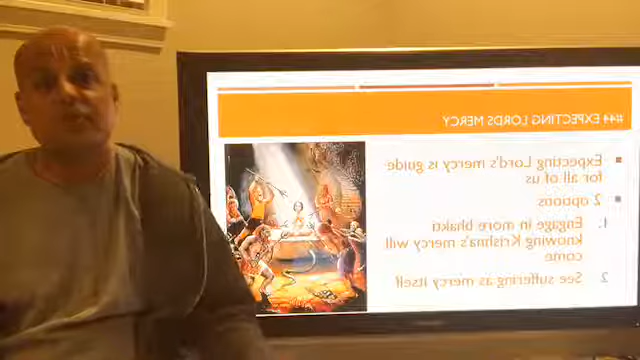 #44 EXPECTING LORDS MERCY
Expecting Lord's mercy is guide
for all of us
2 options
1. Engage in more bhakti
knowing Krishna's mercy will
come
2. See suffering as mercy itself